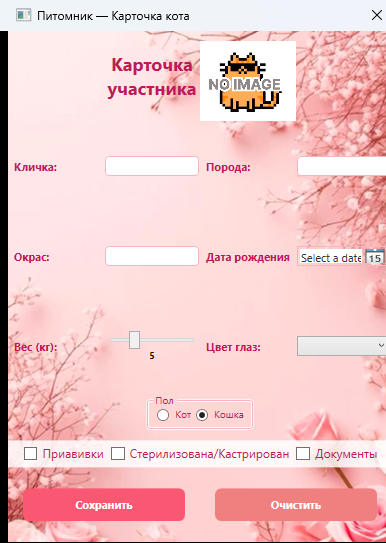 Питомник — Карточка кота
Карточка
участника
NO IMAGE
Кличка:
Порода:
Окрас:
Дата рождения
Select a date
15
Вес (кг):
5
Цвет глаз:
Пол
Кот
Кошка
Приавивки
Стерилизована/Кастрирован
Документы
Сохранить
Очистить